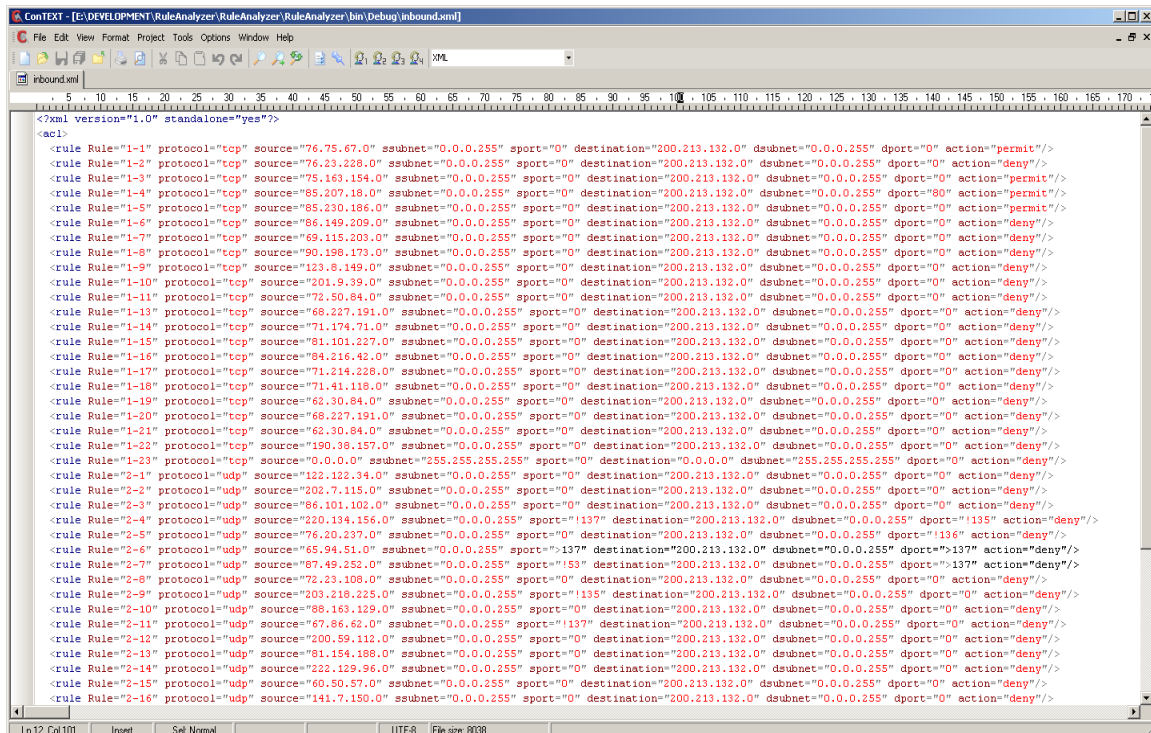 ConTEXT - [E:\DEVELOPMENT\RuleAnalyzer\RuleAnalyzer\RuleAnalyzer\bin\Debug\inbound.xml]
File Edit View Format Project Tools Options Window Help
XML
inbound.xml
5 10 15 20 25 30 35 40 45 50 55 60 65 70 75 80 85 90 95 105 110 115 120 125 130 135 140 145 150 155 160 165 170
<?xml version="1.0" standalone="yes"?>
<acl>
<rule Rule="1-1" protocol="tcp" source="76.75.67.0" ssubnet="0.0.0.255" sport="0" destination="200.213.132.0" dsubnet="0.0.0.255" dport="0" action="permit"/>
<rule Rule="1-2" protocol="tcp" source="76.23.228.0" ssubnet="0.0.0.255" sport="0" destination="200.213.132.0" dsubnet="0.0.0.255" dport="0" action="deny"/>
<rule Rule="1-3" protocol="tcp" source="75.163.154.0" ssubnet="0.0.0.255" sport="0" destination="200.213.132.0" dsubnet="0.0.0.255" dport="0" action="permit"/>
<rule Rule="1-4" protocol="tcp" source="85.207.18.0" ssubnet="0.0.0.255" sport="0" destination="200.213.132.0" dsubnet="0.0.0.255" dport="80" action="permit"/>
<rule Rule="1-5" protocol="tcp" source="85.230.186.0" ssubnet="0.0.0.255" sport="0" destination="200.213.132.0" dsubnet="0.0.0.255" dport="0" action="permit"/>
<rule Rule="1-6" protocol="tcp" source="86.149.209.0" ssubnet="0.0.0.255" sport="0" destination="200.213.132.0" dsubnet="0.0.0.255" dport="0" action="deny"/>
<rule Rule="1-7" protocol="tcp" source="69.115.203.0" ssubnet="0.0.0.255" sport="0" destination="200.213.132.0" dsubnet="0.0.0.255" dport="0" action="deny"/>
<rule Rule="1-8" protocol="tcp" source="90.198.173.0" ssubnet="0.0.0.255" sport="0" destination="200.213.132.0" dsubnet="0.0.0.255" dport="0" action="deny"/>
<rule Rule="1-9" protocol="tcp" source="123.8.149.0" ssubnet="0.0.0.255" sport="0" destination="200.213.132.0" dsubnet="0.0.0.255" dport="0" action="deny"/>
<rule Rule="1-10" protocol="tcp" source="201.9.39.0" ssubnet="0.0.0.255" sport="0" destination="200.213.132.0" dsubnet="0.0.0.255" dport="0" action="deny"/>
<rule Rule="1-11" protocol="tcp" source="72.50.84.0" ssubnet="0.0.0.255" sport="0" destination="200.213.132.0" dsubnet="0.0.0.255" dport="0" action="deny"/>
<rule Rule="1-13" protocol="tcp" source="68.227.191.0" ssubnet="0.0.0.255" sport="0" destination="200.213.132.0" dsubnet="0.0.0.255" dport="0" action="deny"/>
<rule Rule="1-14" protocol="tcp" source="71.174.71.0" ssubnet="0.0.0.255" sport="0" destination="200.213.132.0" dsubnet="0.0.0.255" dport="0" action="deny"/>
<rule Rule="1-15" protocol="tcp" source="81.101.227.0" ssubnet="0.0.0.255" sport="0" destination="200.213.132.0" dsubnet="0.0.0.255" dport="0" action="deny"/>
<rule Rule="1-16" protocol="tcp" source="84.216.42.0" ssubnet="0.0.0.255" sport="0" destination="200.213.132.0" dsubnet="0.0.0.255" dport="0" action="deny"/>
<rule Rule="1-17" protocol="tcp" source="71.214.228.0" ssubnet="0.0.0.255" sport="0" destination="200.213.132.0" dsubnet="0.0.0.255" dport="0" action="deny"/>
<rule Rule="1-18" protocol="tcp" source="71.41.118.0" ssubnet="0.0.0.255" sport="0" destination="200.213.132.0" dsubnet="0.0.0.255" dport="0" action="deny"/>
<rule Rule="1-19" protocol="tcp" source="62.30.84.0" ssubnet="0.0.0.255" sport="0" destination="200.213.132.0" dsubnet="0.0.0.255" dport="0" action="deny"/>
<rule Rule="1-20" protocol="tcp" source="68.227.191.0" ssubnet="0.0.0.255" sport="0" destination="200.213.132.0" dsubnet="0.0.0.255" dport="0" action="deny"/>
<rule Rule="1-21" protocol="tcp" source="62.30.84.0" ssubnet="0.0.0.255" sport="0" destination="200.213.132.0" dsubnet="0.0.0.255" dport="0" action="deny"/>
<rule Rule="1-22" protocol="tcp" source="190.38.157.0" ssubnet="0.0.0.255" sport="0" destination="200.213.132.0" dsubnet="0.0.0.255" dport="0" action="deny"/>
<rule Rule="1-23" protocol="tcp" source="0.0.0.0" ssubnet="255.255.255.255" sport="0" destination="0.0.0.0" dsubnet="255.255.255.255" dport="0" action="deny"/>
<rule Rule="2-1" protocol="udp" source="122.122.34.0" ssubnet="0.0.0.255" sport="0" destination="200.213.132.0" dsubnet="0.0.0.255" dport="0" action="deny"/>
<rule Rule="2-2" protocol="udp" source="202.7.115.0" ssubnet="0.0.0.255" sport="0" destination="200.213.132.0" dsubnet="0.0.0.255" dport="0" action="deny"/>
<rule Rule="2-3" protocol="udp" source="86.101.102.0" ssubnet="0.0.0.255" sport="0" destination="200.213.132.0" dsubnet="0.0.0.255" dport="0" action="deny"/>
<rule Rule="2-4" protocol="udp" source="220.134.156.0" ssubnet="0.0.0.255" sport="!137" destination="200.213.132.0" dsubnet="0.0.0.255" dport="!135" action="deny"/>
<rule Rule="2-5" protocol="udp" source="76.20.237.0" ssubnet="0.0.0.255" sport="0" destination="200.213.132.0" dsubnet="0.0.0.255" dport="!136" action="deny"/>
<rule Rule="2-6" protocol="udp" source="65.94.51.0" ssubnet="0.0.0.255" sport=">137" destination="200.213.132.0" dsubnet="0.0.0.255" dport=">137" action="deny"/>
<rule Rule="2-7" protocol="udp" source="87.49.252.0" ssubnet="0.0.0.255" sport="!53" destination="200.213.132.0" dsubnet="0.0.0.255" dport=">137" action="deny"/>
<rule Rule="2-8" protocol="udp" source="72.23.108.0" ssubnet="0.0.0.255" sport="0" destination="200.213.132.0" dsubnet="0.0.0.255" dport="0" action="deny"/>
<rule Rule="2-9" protocol="udp" source="203.218.225.0" ssubnet="0.0.0.255" sport="!135" destination="200.213.132.0" dsubnet="0.0.0.255" dport="0" action="deny"/>
<rule Rule="2-10" protocol="udp" source="88.163.129.0" ssubnet="0.0.0.255" sport="0" destination="200.213.132.0" dsubnet="0.0.0.255" dport="0" action="deny"/>
<rule Rule="2-11" protocol="udp" source="67.86.62.0" ssubnet="0.0.0.255" sport="!137" destination="200.213.132.0" dsubnet="0.0.0.255" dport="0" action="deny"/>
<rule Rule="2-12" protocol="udp" source="200.59.112.0" ssubnet="0.0.0.255" sport="0" destination="200.213.132.0" dsubnet="0.0.0.255" dport="0" action="deny"/>
<rule Rule="2-13" protocol="udp" source="81.154.188.0" ssubnet="0.0.0.255" sport="0" destination="200.213.132.0" dsubnet="0.0.0.255" dport="0" action="deny"/>
<rule Rule="2-14" protocol="udp" source="222.129.96.0" ssubnet="0.0.0.255" sport="0" destination="200.213.132.0" dsubnet="0.0.0.255" dport="0" action="deny"/>
<rule Rule="2-15" protocol="udp" source="60.50.57.0" ssubnet="0.0.0.255" sport="0" destination="200.213.132.0" dsubnet="0.0.0.255" dport="0" action="deny"/>
<rule Rule="2-16" protocol="udp" source="141.7.150.0" ssubnet="0.0.0.255" sport="0" destination="200.213.132.0" dsubnet="0.0.0.255" dport="0" action="deny"/>
Ln 12, Col 101 Insert Sel: Normal UTF-8 File size: 8038